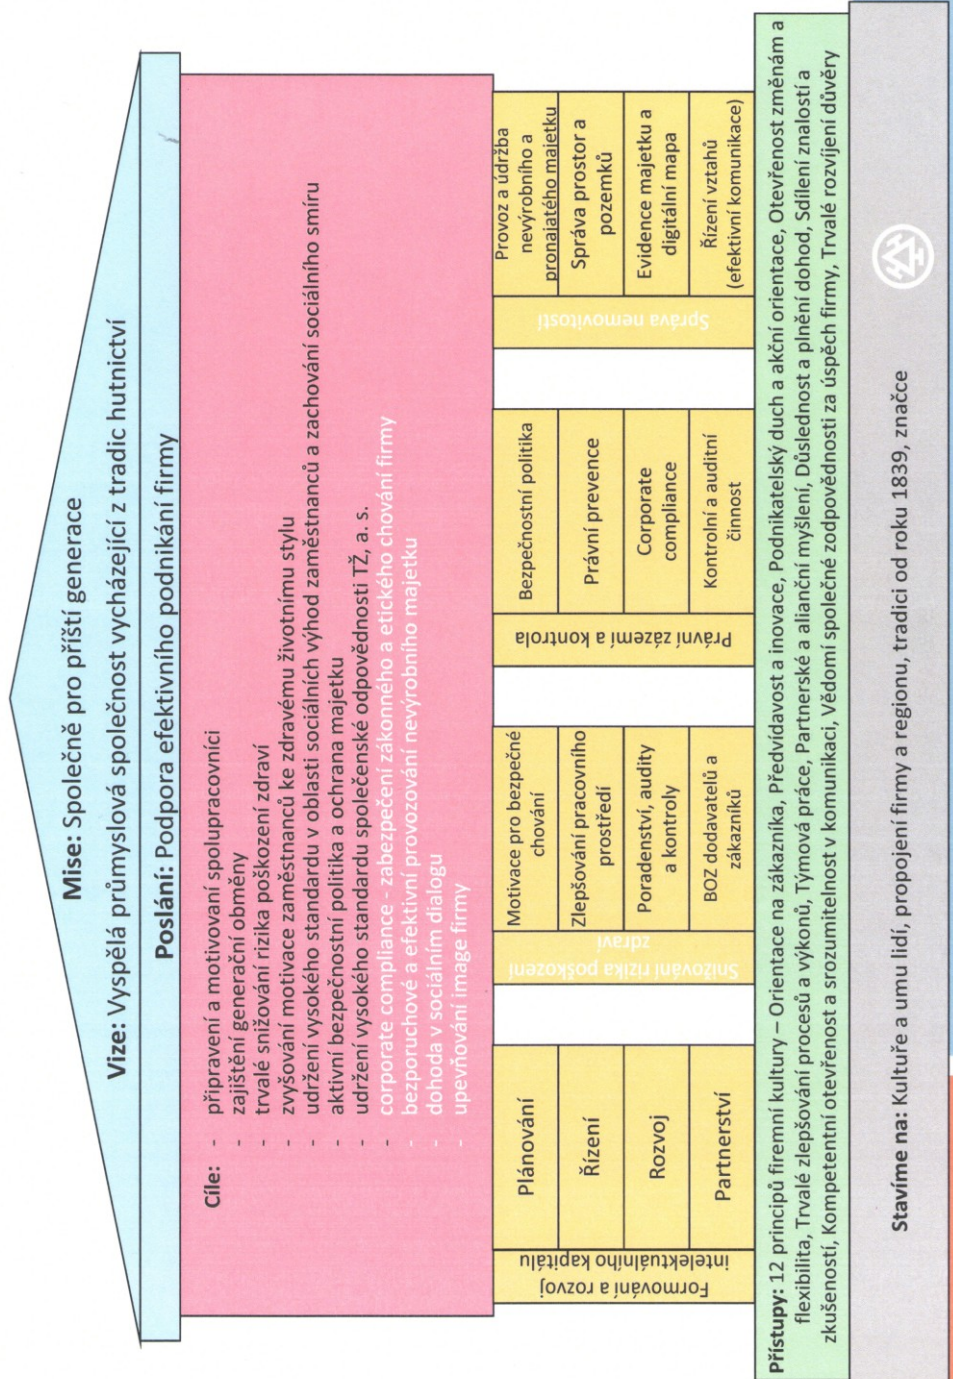 Mise: Společně pro příští generace
Vize: Vyspělá průmyslová společnost vycházející z tradic hutnictví
Poslání: Podpora efektivního podnikání firmy
Cíle:
- připravení a motivovaní spolupracovníci
- zajištění generační obměny
- trvalé snižování rizika poškození zdraví
- zvyšování motivace zaměstnanců ke zdravému životnímu stylu
- udržení vysokého standardu v oblasti sociálních výhod zaměstnanců a zachování sociálního smíru
- aktivní bezpečnostní politika a ochrana majetku
- udržení vysokého standardu společenské odpovědnosti TŽ, a. s.
- corporate compliance - zabezpečení zákonného a etického chování firmy
- bezporuchové a efektivní provozování nevýrobního majetku
- dohoda v sociálním dialogu
- upevňování image firmy
Formování a rozvoj
intelektuálního kapitálu
Plánování
Řízení
Rozvoj
Partnerství
Snižování rizika poškození
zdraví
Motivace pro bezpečné
chování
Zlepšování pracovního
prostředí
Poradenství, audity
a kontroly
BOZ dodavatelů a
zákazníků
Právní zázemí a kontrola
Bezpečnostní politika
Právní prevence
Corporate
compliance
Kontrolní a auditní
činnost
Správa nemovitostí
Provoz a údržba
nevýrobního a
pronajatého majetku
Správa prostor a
pozemků
Evidence majetku a
digitální mapa
Řízení vztahů
(efektivní komunikace)
Přístupy: 12 principů firemní kultury – Orientace na zákazníka, Předvídavost a inovace, Podnikatelský duch a akční orientace, Otevřenost změnám a
flexibilita, Trvalé zlepšování procesů a výkonů, Týmová práce, Partnerské a alianční myšlení, Důslednost a plnění dohod, Sdílení znalostí a
zkušeností, Kompetentní otevřenost a srozumitelnost v komunikaci, Vědomí společné zodpovědnosti za úspěch firmy, Trvalé rozvíjení důvěry
Stavíme na: Kultuře a umu lidí, propojení firmy a regionu, tradici od roku 1839, značce